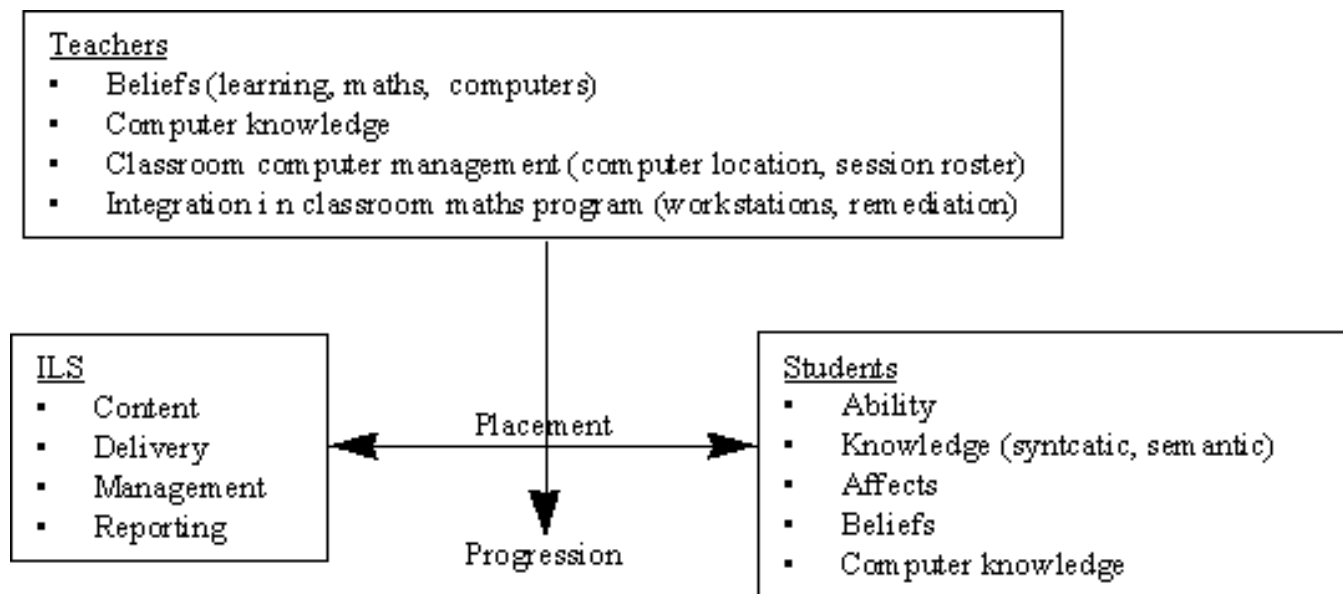 Teachers
▪ Beliefs (learning, maths, computers)
▪ Computer knowledge
▪ Classroom computer management (computer location, session roster)
▪ Integration in classroom maths program (workstations, remediation)
ILS
▪ Content
▪ Delivery
▪ Management
▪ Reporting
Placement
Progression
Students
▪ Ability
▪ Knowledge (syntcatic, semantic)
▪ Affects
▪ Beliefs
▪ Computer knowledge